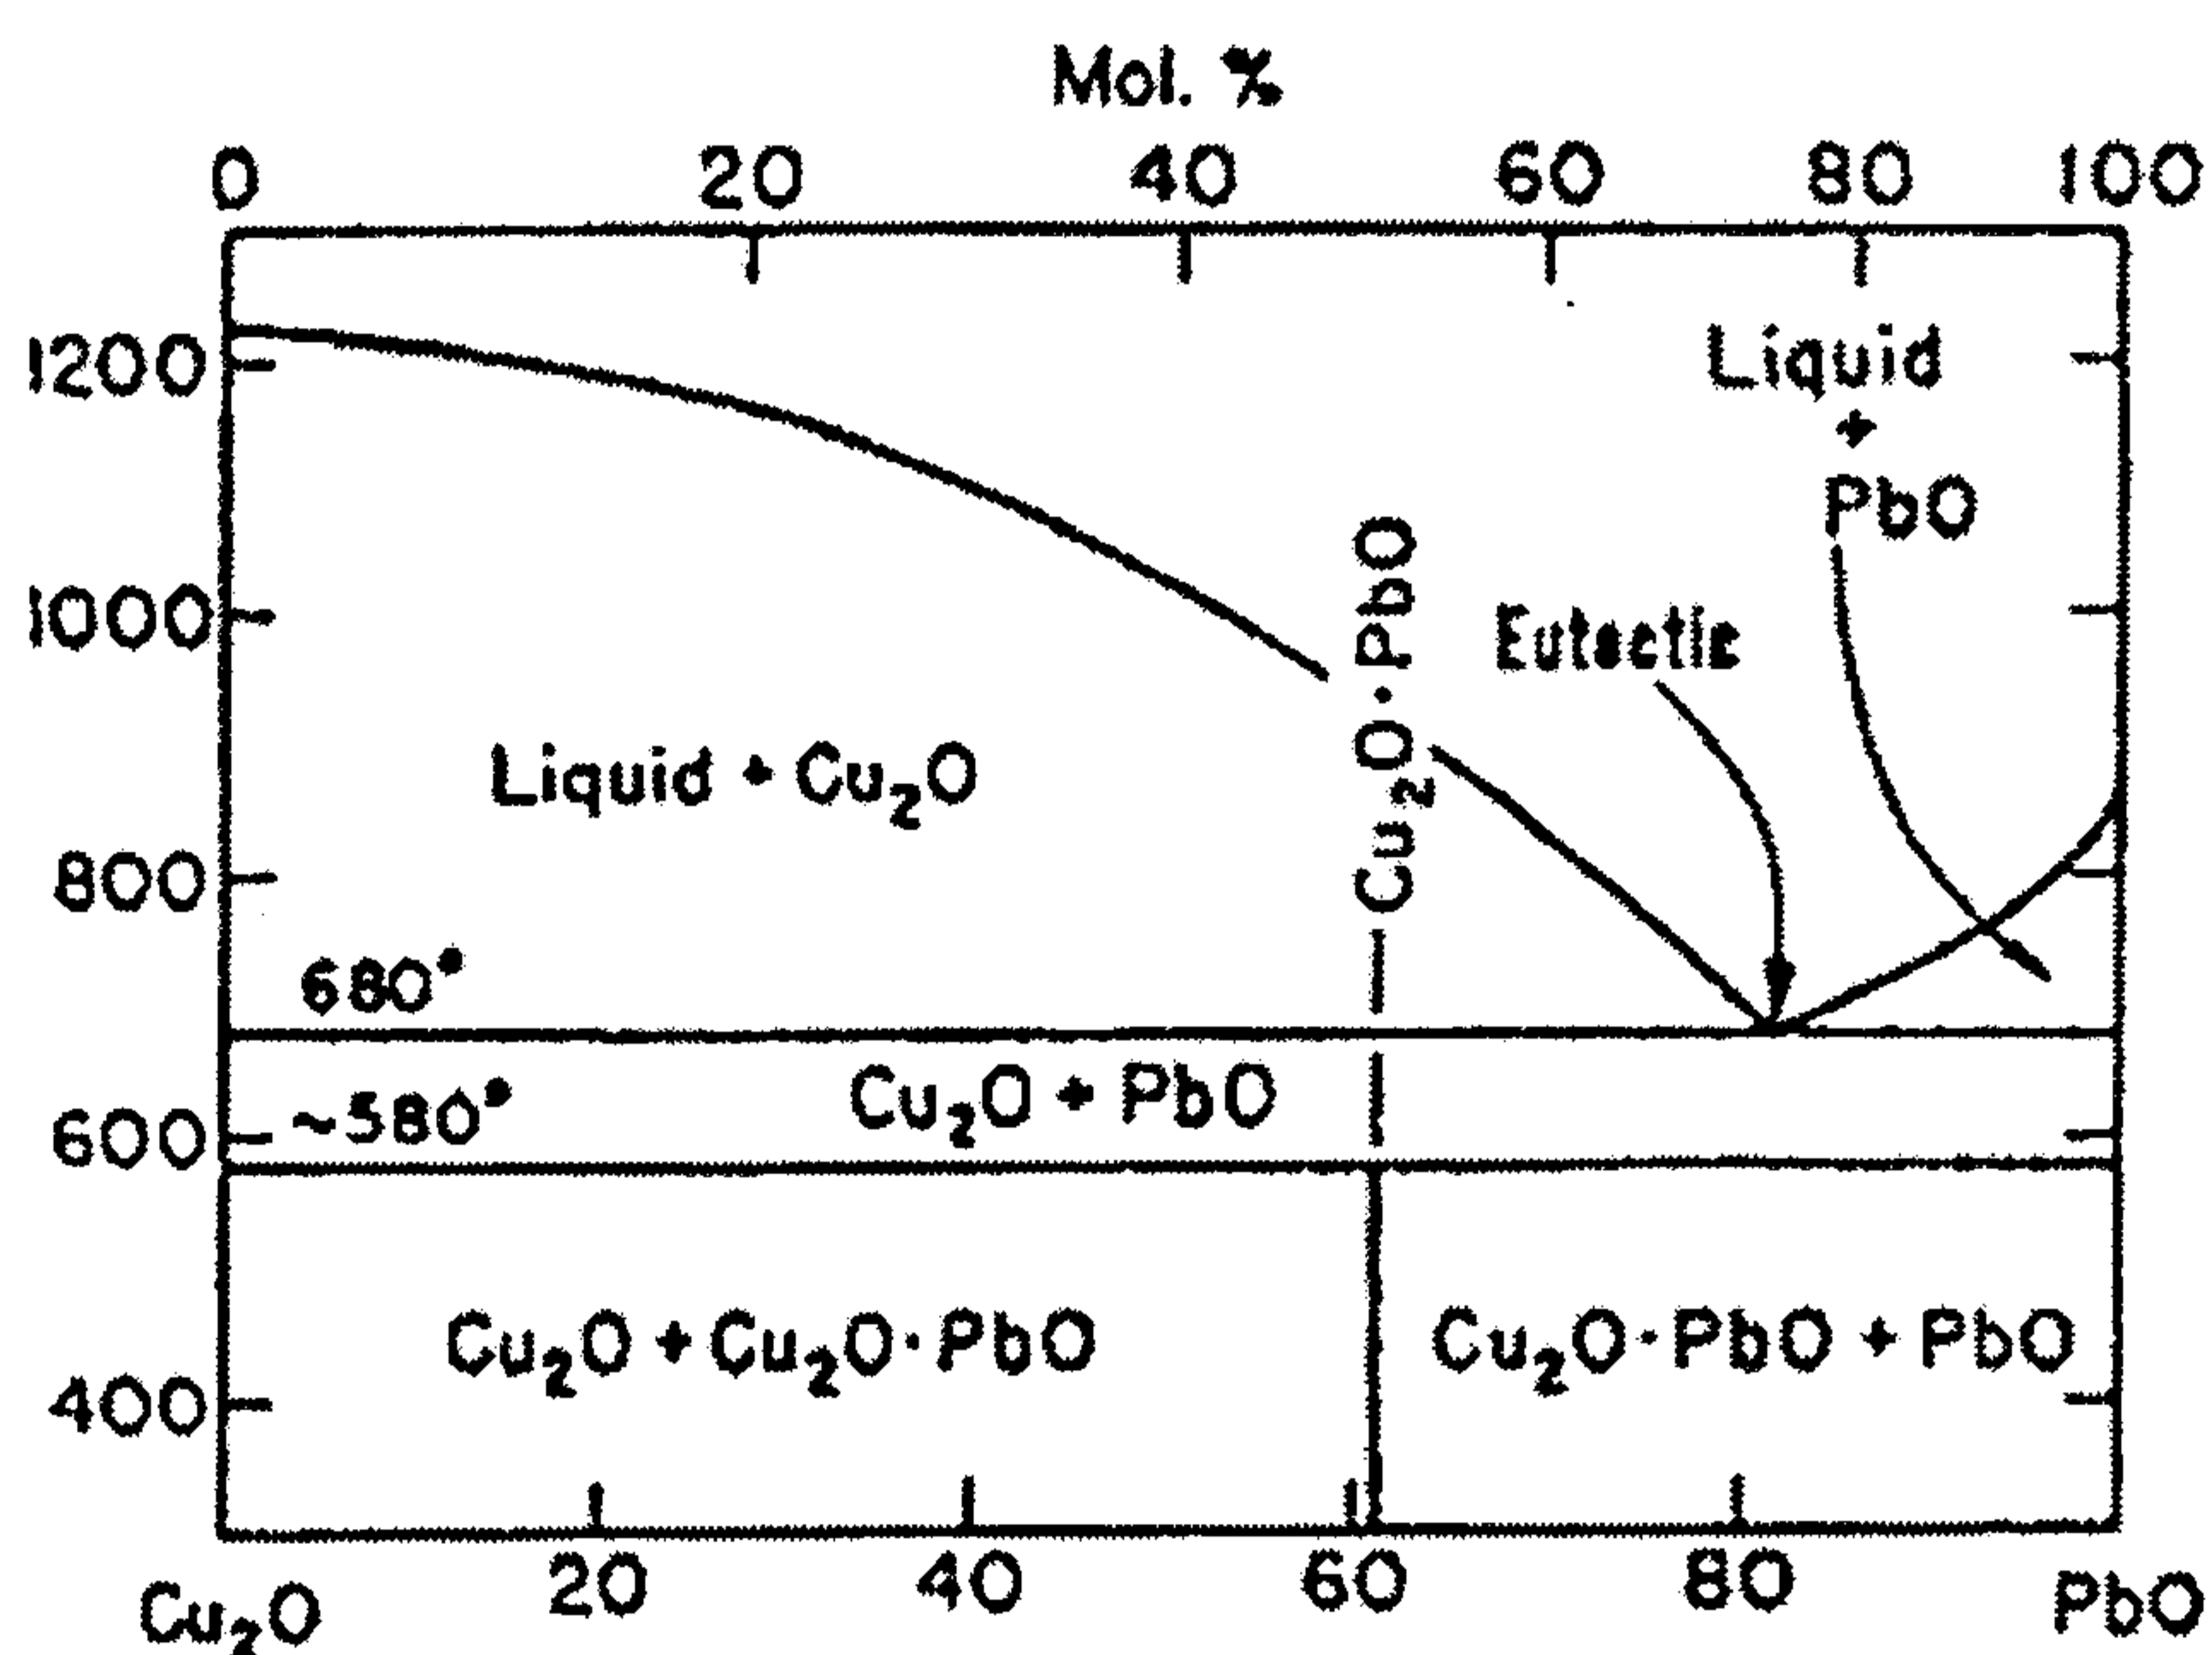 Mol. %
0 20 40 60 80 100
1200
Liquid
+
PbO
1000
Cu₂O·PbO
Eutectic
Liquid + Cu₂O
800
680°
Cu₂O + PbO
600
~580°
Cu₂O + Cu₂O·PbO
Cu₂O·PbO + PbO
400
Cu₂O 20 40 60 80 PbO